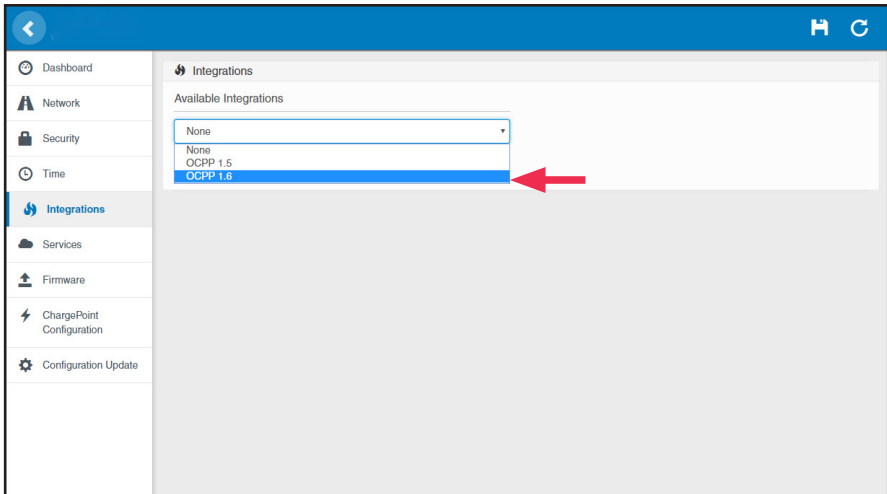 Dashboard
Network
Security
Time
Integrations
Services
Firmware
ChargePoint
Configuration
Configuration Update
Integrations
Available Integrations
None
None
OCPP 1.5
OCPP 1.6